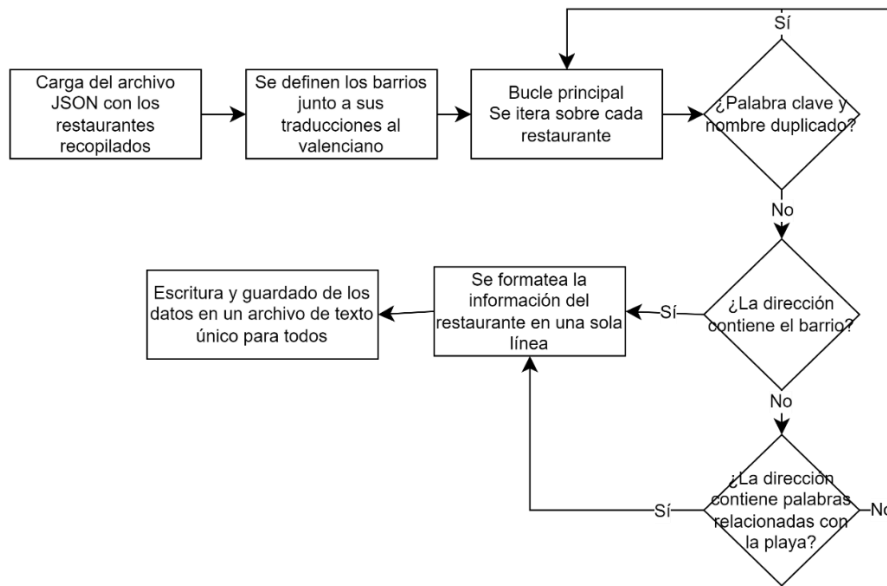 Carga del archivo
JSON con los
restaurantes
recopilados
Se definen los barrios
junto a sus
traducciones al
valenciano
Bucle principal
Se itera sobre cada
restaurante
Sí
¿Palabra clave y
nombre duplicado?
No
¿La dirección
contiene el barrio?
Sí
Se formatea la
información del
restaurante en una sola
línea
Escritura y guardado de los
datos en un archivo de texto
único para todos
No
¿La dirección
contiene palabras
relacionadas con
la playa?
Sí
No